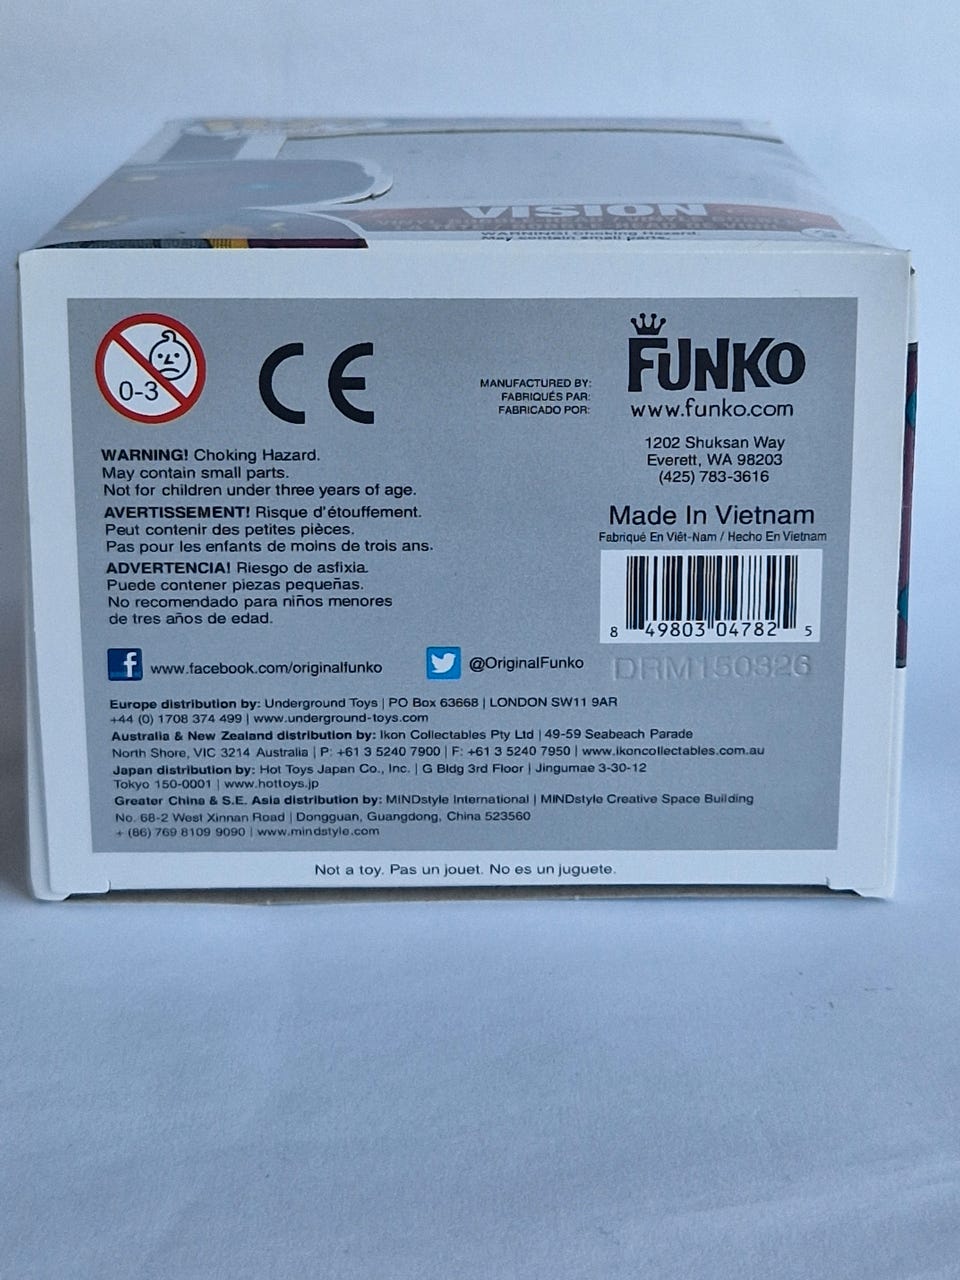 VISION
WARNING! Choking Hazard.
May contain small parts.
0-3
CE
MANUFACTURED BY:
FABRIQUÉS PAR:
FABRICADO POR:
FUNKO
www.funko.com
1202 Shuksan Way
Everett, WA 98203
(425) 783-3616
WARNING! Choking Hazard.
May contain small parts.
Not for children under three years of age.
AVERTISSEMENT! Risque d'étouffement.
Peut contenir des petites pièces.
Pas pour les enfants de moins de trois ans.
ADVERTENCIA! Riesgo de asfixia.
Puede contener piezas pequeñas.
No recomendado para niños menores
de tres años de edad.
Made In Vietnam
Fabriqué En Viêt-Nam / Hecho En Vietnam
8 49803 04782 5
DRM150326
www.facebook.com/originalfunko
@OriginalFunko
Europe distribution by: Underground Toys | PO Box 63668 | LONDON SW11 9AR
+44 (0) 1708 374 499 | www.underground-toys.com
Australia & New Zealand distribution by: Ikon Collectables Pty Ltd | 49-59 Seabeach Parade
North Shore, VIC 3214 Australia | P: +61 3 5240 7900 | F: +61 3 5240 7950 | www.ikoncollectables.com.au
Japan distribution by: Hot Toys Japan Co., Inc. | G Bldg 3rd Floor | Jingumae 3-30-12
Tokyo 150-0001 | www.hottoys.jp
Greater China & S.E. Asia distribution by: MINDstyle International | MINDstyle Creative Space Building
No. 68-2 West Xinnan Road | Dongguan, Guangdong, China 523560
+ (86) 769 8109 9090 | www.mindstyle.com
Not a toy. Pas un jouet. No es un juguete.